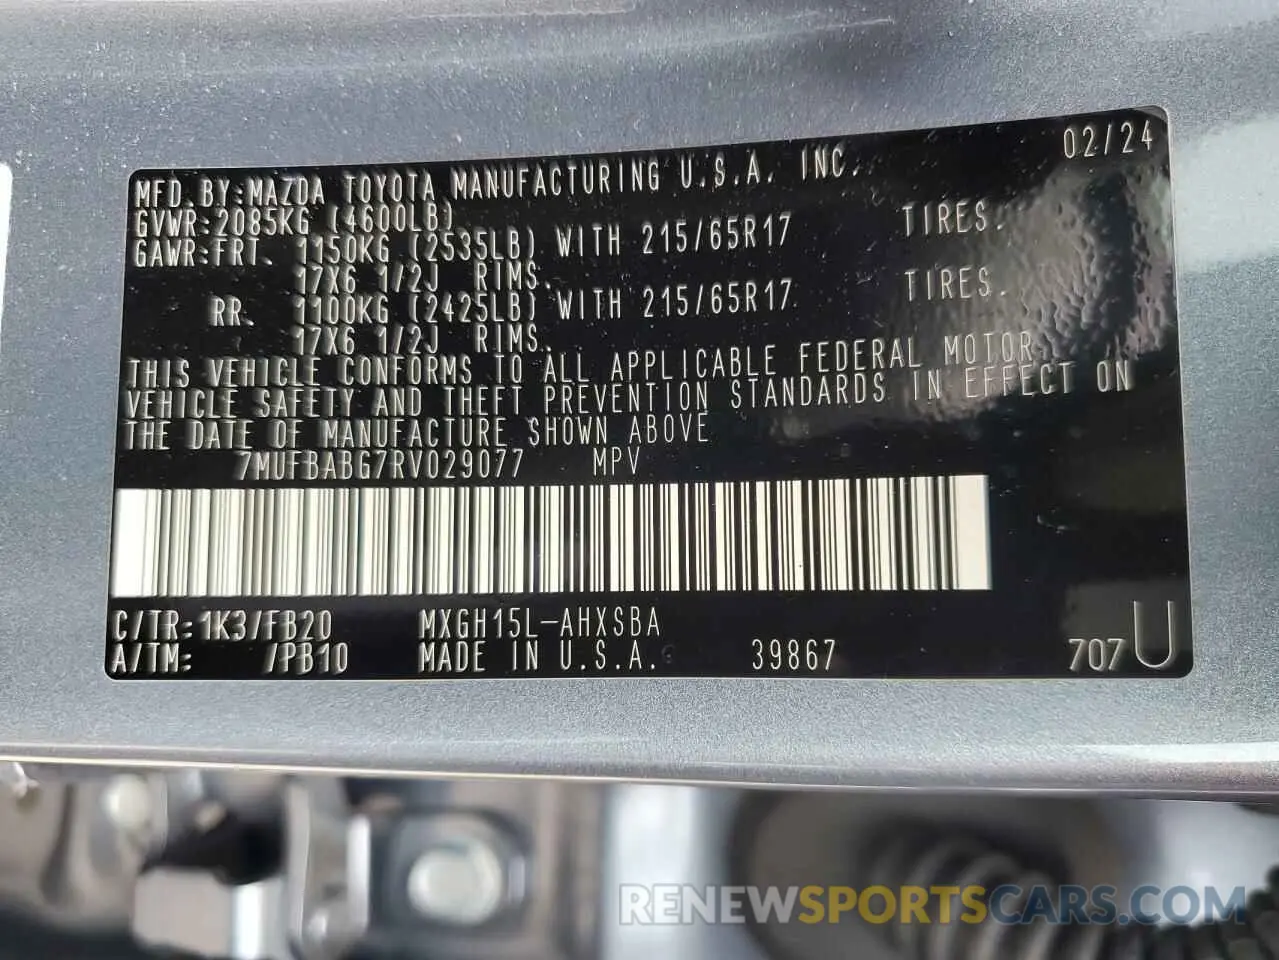 02/24
MFD. BY:MAZDA TOYOTA MANUFACTURING U.S.A. INC.
GVWR:2085KG (4600LB)
GAWR:FRT. 1150KG (2535LB) WITH 215/65R17 TIRES.
17X6 1/2J RIMS.
RR. 1100KG (2425LB) WITH 215/65R17 TIRES.
17X6 1/2J RIMS.
THIS VEHICLE CONFORMS TO ALL APPLICABLE FEDERAL MOTOR
VEHICLE SAFETY AND THEFT PREVENTION STANDARDS IN EFFECT ON
THE DATE OF MANUFACTURE SHOWN ABOVE
7MUFBABG7RV029077 MPV
C/TR:1K3/FB20 MXGH15L-AHXSBA
A/TM: /PB10 MADE IN U.S.A. 39867 707 U
RENEWSPORTSCARS.COM